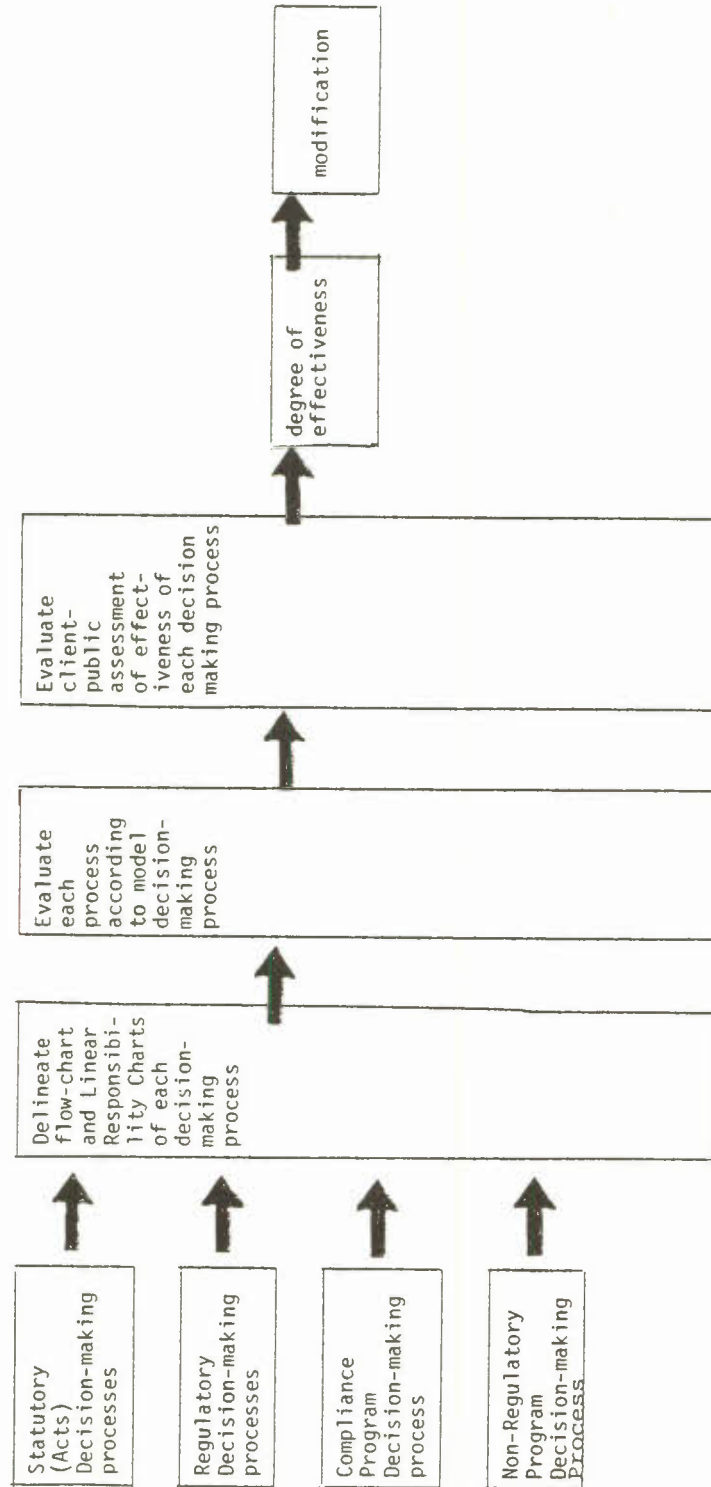 Statutory
(Acts)
Decision-making
processes
Regulatory
Decision-making
processes
Compliance
Program
Decision-making
process
Non-Regulatory
Program
Decision-making
Process
Delineate
flow-chart
and Linear
Responsibi-
lity Charts
of each
decision-
making
process
Evaluate
each
process
according
to model
decision-
making
process
Evaluate
client-
public
assessment
of effect-
iveness of
each decision
making process
degree of
effectiveness
modification